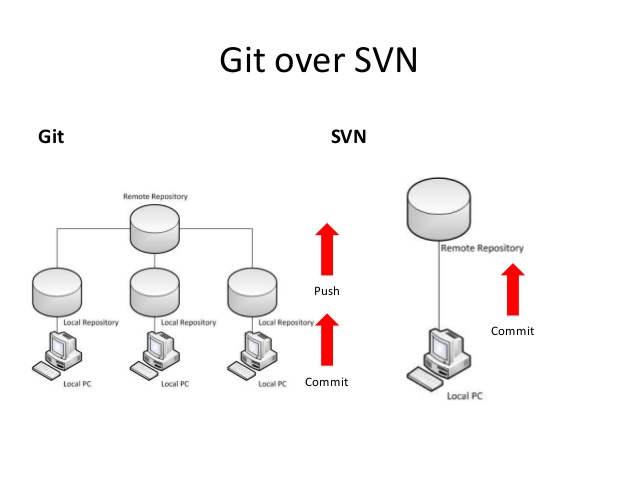 Git over SVN
Git
Remote Repository
Local Repository
Local Repository
Local Repository
Local PC
Local PC
Local PC
Push
Commit
SVN
Remote Repository
Commit
Local PC